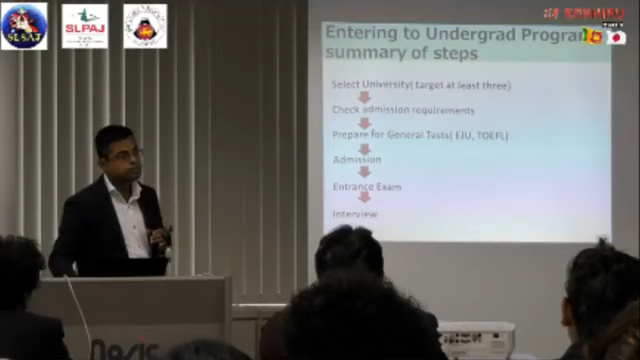 SLSAJ
SLPAJ
Entering to Undergrad Progra
summary of steps
Select University( target at least three)
Check admission requirements
Prepare for General Tests( EJU, TOEFL)
Admission
Entrance Exam
Interview